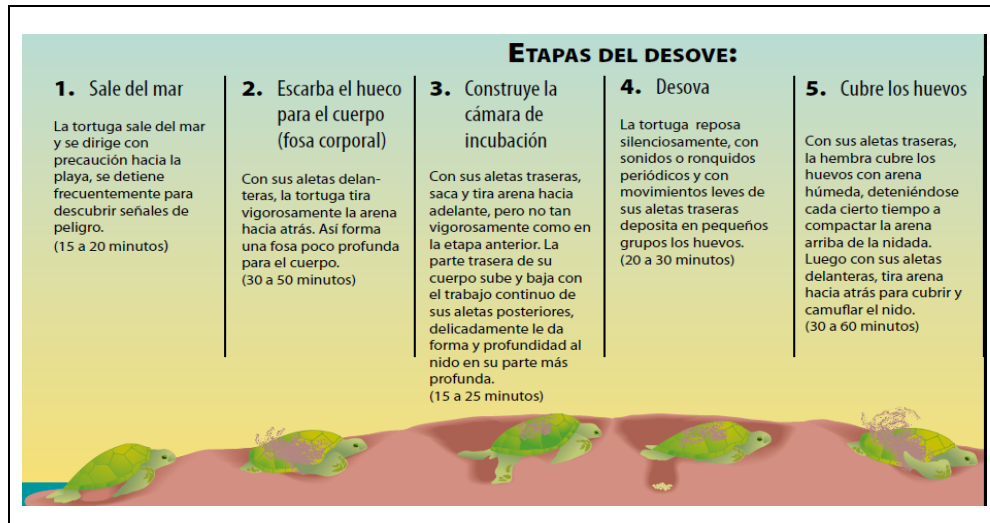 ETAPAS DEL DESOVE:
1. Sale del mar
La tortuga sale del mar
y se dirige con
precaución hacia la
playa, se detiene
frecuentemente para
descubrir señales de
peligro.
(15 a 20 minutos)
2. Escarba el hueco
para el cuerpo
(fosa corporal)
Con sus aletas delan-
teras, la tortuga tira
vigorosamente la arena
hacia atrás. Así forma
una fosa poco profunda
para el cuerpo.
(30 a 50 minutos)
3. Construye la
cámara de
incubación
Con sus aletas traseras,
saca y tira arena hacia
adelante, pero no tan
vigorosamente como en
la etapa anterior. La
parte trasera de su
cuerpo sube y baja con
el trabajo continuo de
sus aletas posteriores,
delicadamente le da
forma y profundidad al
nido en su parte más
profunda.
(15 a 25 minutos)
4. Desova
La tortuga reposa
silenciosamente, con
sonidos o ronquidos
periódicos y con
movimientos leves de
sus aletas traseras
deposita en pequeños
grupos los huevos.
(20 a 30 minutos)
5. Cubre los huevos
Con sus aletas traseras,
la hembra cubre los
huevos con arena
húmeda, deteniéndose
cada cierto tiempo a
compactar la arena
arriba de la nidada.
Luego con sus aletas
delanteras, tira arena
hacia atrás para cubrir y
camuflar el nido.
(30 a 60 minutos)